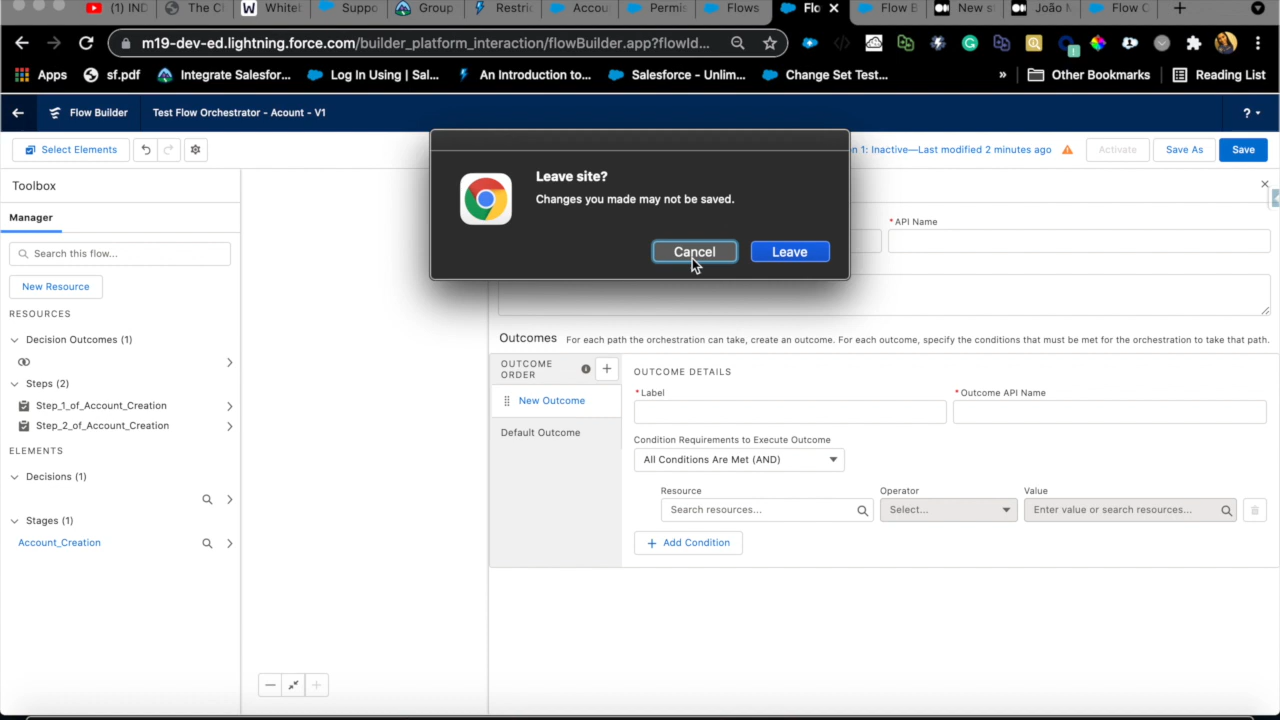 (1) IND
The Cl
Whitel
Suppo
Group
Restric
Accou
Permis
Flows
Flo
Flow B
New s
João M
Flow O
m19-dev-ed.lightning.force.com/builder_platform_interaction/flowBuilder.app?flowId...
Apps
sf.pdf
Integrate Salesfor...
Log In Using | Sal...
An Introduction to...
Salesforce - Unlim...
Change Set Test...
»
Other Bookmarks
Reading List
Flow Builder
Test Flow Orchestrator - Acount - V1
?
Select Elements
n 1: Inactive—Last modified 2 minutes ago
Activate
Save As
Save
Leave site?
Changes you made may not be saved.
Cancel
Leave
Toolbox
Manager
Search this flow...
New Resource
RESOURCES
Decision Outcomes (1)
Steps (2)
Step_1_of_Account_Creation
Step_2_of_Account_Creation
ELEMENTS
Decisions (1)
Stages (1)
Account_Creation
* API Name
Outcomes For each path the orchestration can take, create an outcome. For each outcome, specify the conditions that must be met for the orchestration to take that path.
OUTCOME
ORDER
New Outcome
Default Outcome
OUTCOME DETAILS
* Label
* Outcome API Name
Condition Requirements to Execute Outcome
All Conditions Are Met (AND)
Resource
Operator
Value
Search resources...
Select...
Enter value or search resources...
+ Add Condition